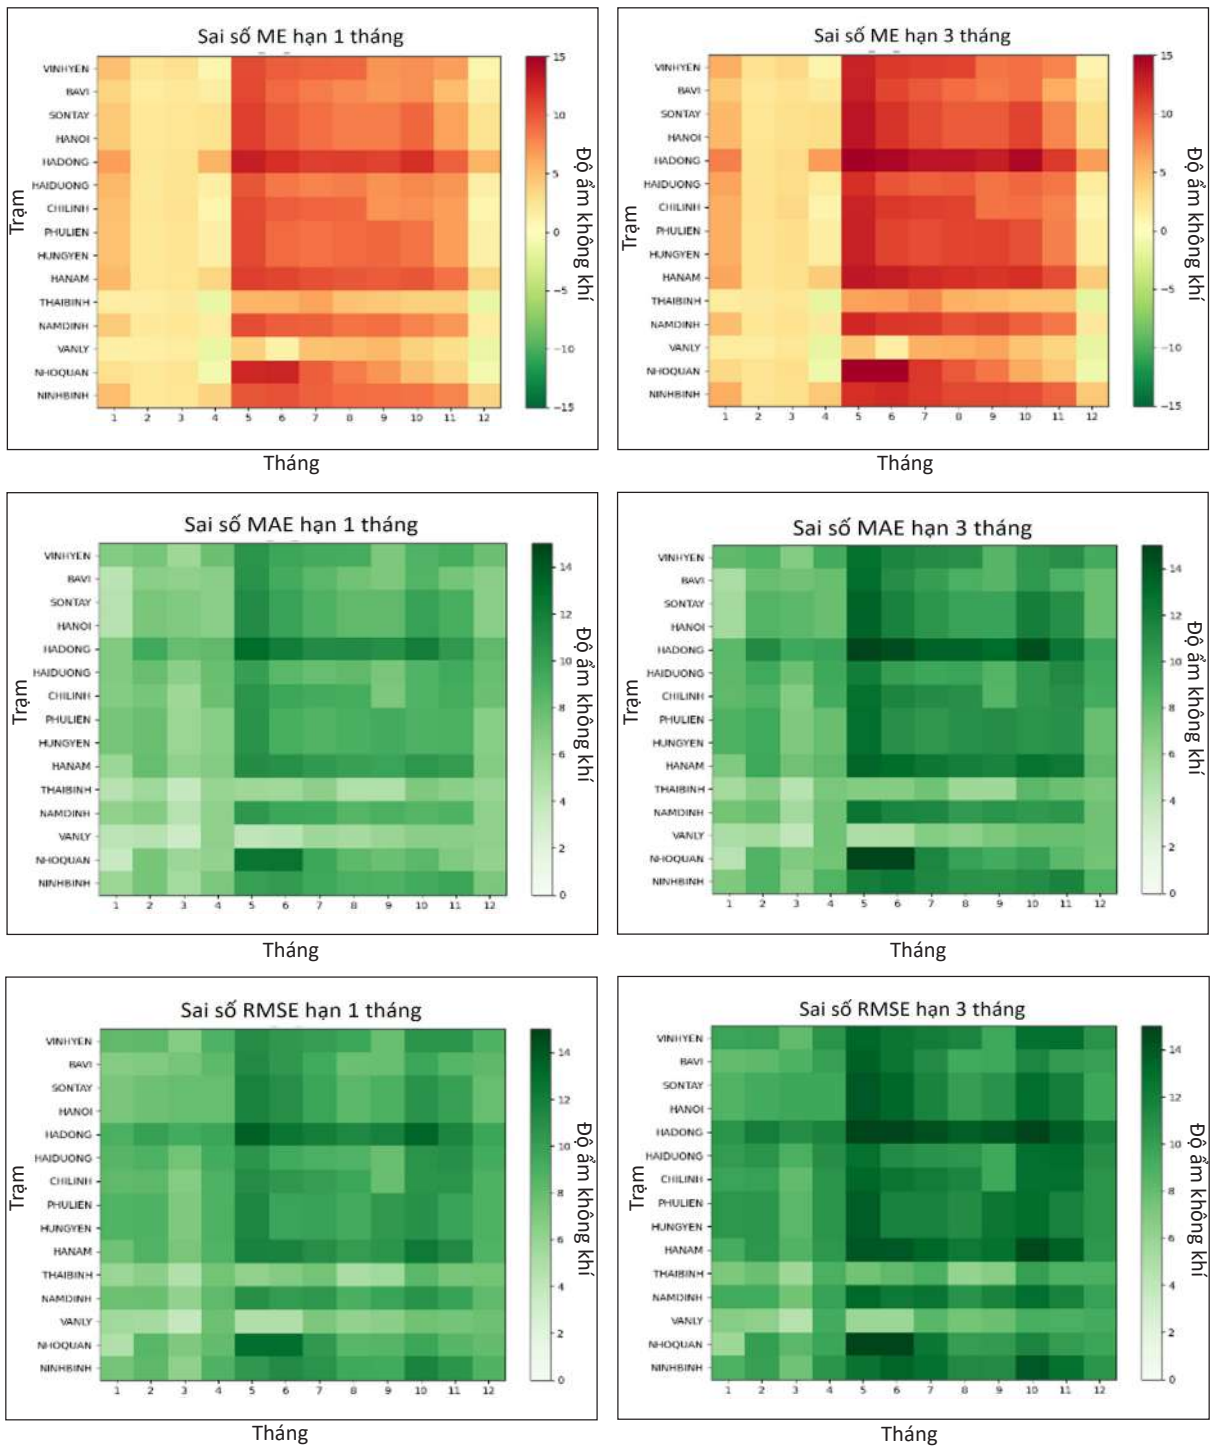 Sai số ME hạn 1 tháng
VINHYEN
BAVI
SONTAY
HANOI
HADONG
HAIDUONG
CHILINH
PHULIEN
HUNGYEN
HANAM
THAIBINH
NAMDINH
VANLY
NHOQUAN
NINHBINH
1 2 3 4 5 6 7 8 9 10 11 12
15
10
5
0
−5
−10
−15
Trạm
Độ ẩm không khí
Tháng
Sai số ME hạn 3 tháng
VINHYEN
BAVI
SONTAY
HANOI
HADONG
HAIDUONG
CHILINH
PHULIEN
HUNGYEN
HANAM
THAIBINH
NAMDINH
VANLY
NHOQUAN
NINHBINH
1 2 3 4 5 6 7 8 9 10 11 12
15
10
5
0
−5
−10
−15
Trạm
Độ ẩm không khí
Tháng
Sai số MAE hạn 1 tháng
VINHYEN
BAVI
SONTAY
HANOI
HADONG
HAIDUONG
CHILINH
PHULIEN
HUNGYEN
HANAM
THAIBINH
NAMDINH
VANLY
NHOQUAN
NINHBINH
1 2 3 4 5 6 7 8 9 10 11 12
14
12
10
8
6
4
2
0
Trạm
Độ ẩm không khí
Tháng
Sai số MAE hạn 3 tháng
VINHYEN
BAVI
SONTAY
HANOI
HADONG
HAIDUONG
CHILINH
PHULIEN
HUNGYEN
HANAM
THAIBINH
NAMDINH
VANLY
NHOQUAN
NINHBINH
1 2 3 4 5 6 7 8 9 10 11 12
14
12
10
8
6
4
2
0
Trạm
Độ ẩm không khí
Tháng
Sai số RMSE hạn 1 tháng
VINHYEN
BAVI
SONTAY
HANOI
HADONG
HAIDUONG
CHILINH
PHULIEN
HUNGYEN
HANAM
THAIBINH
NAMDINH
VANLY
NHOQUAN
NINHBINH
1 2 3 4 5 6 7 8 9 10 11 12
14
12
10
8
6
4
2
0
Trạm
Độ ẩm không khí
Tháng
Sai số RMSE hạn 3 tháng
VINHYEN
BAVI
SONTAY
HANOI
HADONG
HAIDUONG
CHILINH
PHULIEN
HUNGYEN
HANAM
THAIBINH
NAMDINH
VANLY
NHOQUAN
NINHBINH
1 2 3 4 5 6 7 8 9 10 11 12
14
12
10
8
6
4
2
0
Trạm
Độ ẩm không khí
Tháng